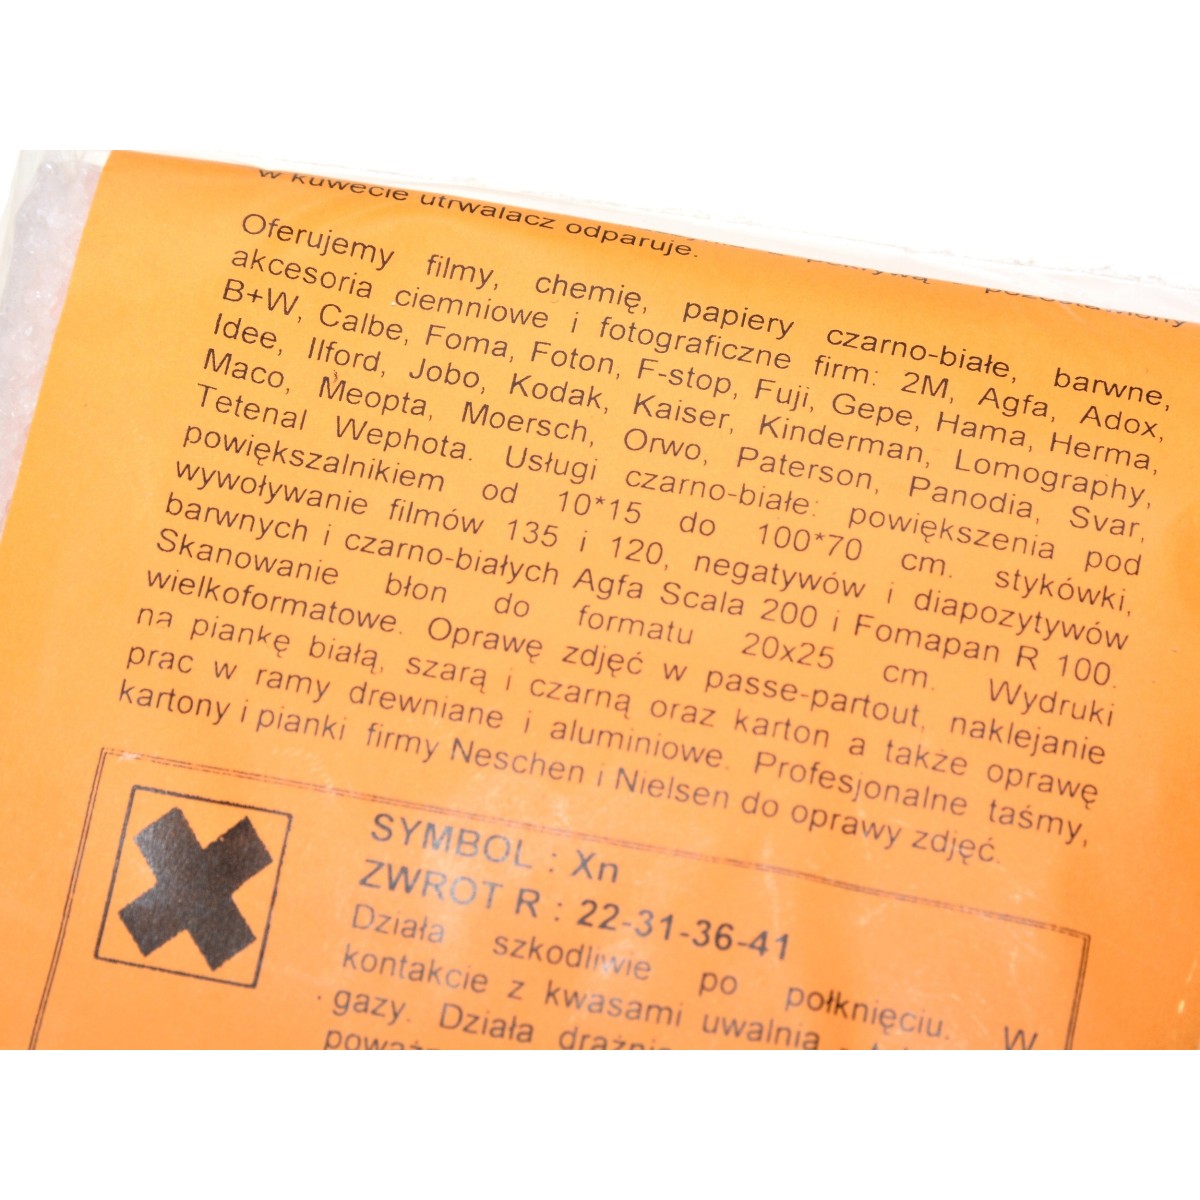 w kuwecie utrwalacz odparuje.
Oferujemy filmy, chemię, papiery czarno-białe, barwne,
akcesoria ciemniowe i fotograficzne firm: 2M, Agfa, Adox,
B+W, Calbe, Foma, Foton, F-stop, Fuji, Gepe, Hama, Herma,
Idee, Ilford, Jobo, Kodak, Kaiser, Kinderman, Lomography,
Maco, Meopta, Moersch, Orwo, Paterson, Panodia, Svar,
Tetenal Wephota. Usługi czarno-białe: powiększenia pod
powiększalnikiem od 10*15 do 100*70 cm. stykówki,
wywoływanie filmów 135 i 120, negatywów i diapozytywów
barwnych i czarno-białych Agfa Scala 200 i Fomapan R 100.
Skanowanie błon do formatu 20x25 cm. Wydruki
wielkoformatowe. Oprawę zdjęć w passe-partout, naklejanie
na piankę białą, szarą i czarną oraz karton a także oprawę
prac w ramy drewniane i aluminiowe. Profesjonalne taśmy,
kartony i pianki firmy Neschen i Nielsen do oprawy zdjęć.
SYMBOL : Xn
ZWROT R : 22-31-36-41
Działa szkodliwie po połknięciu. W
kontakcie z kwasami uwalnia
gazy. Działa